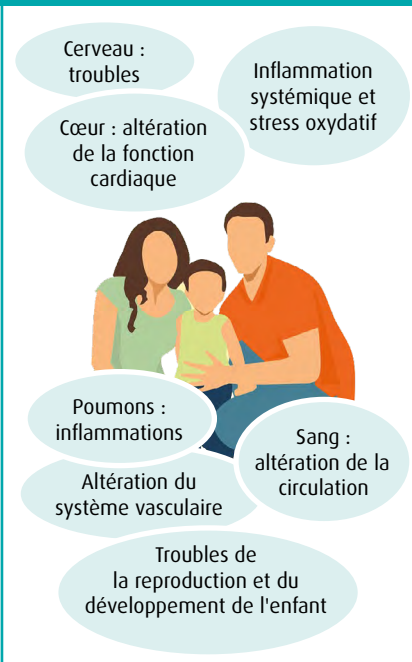 Cerveau :
troubles
Inflammation
systémique et
stress oxydatif
Cœur : altération
de la fonction
cardiaque
Poumons :
inflammations
Sang :
altération de la
circulation
Altération du
système vasculaire
Troubles de
la reproduction et du
développement de l'enfant